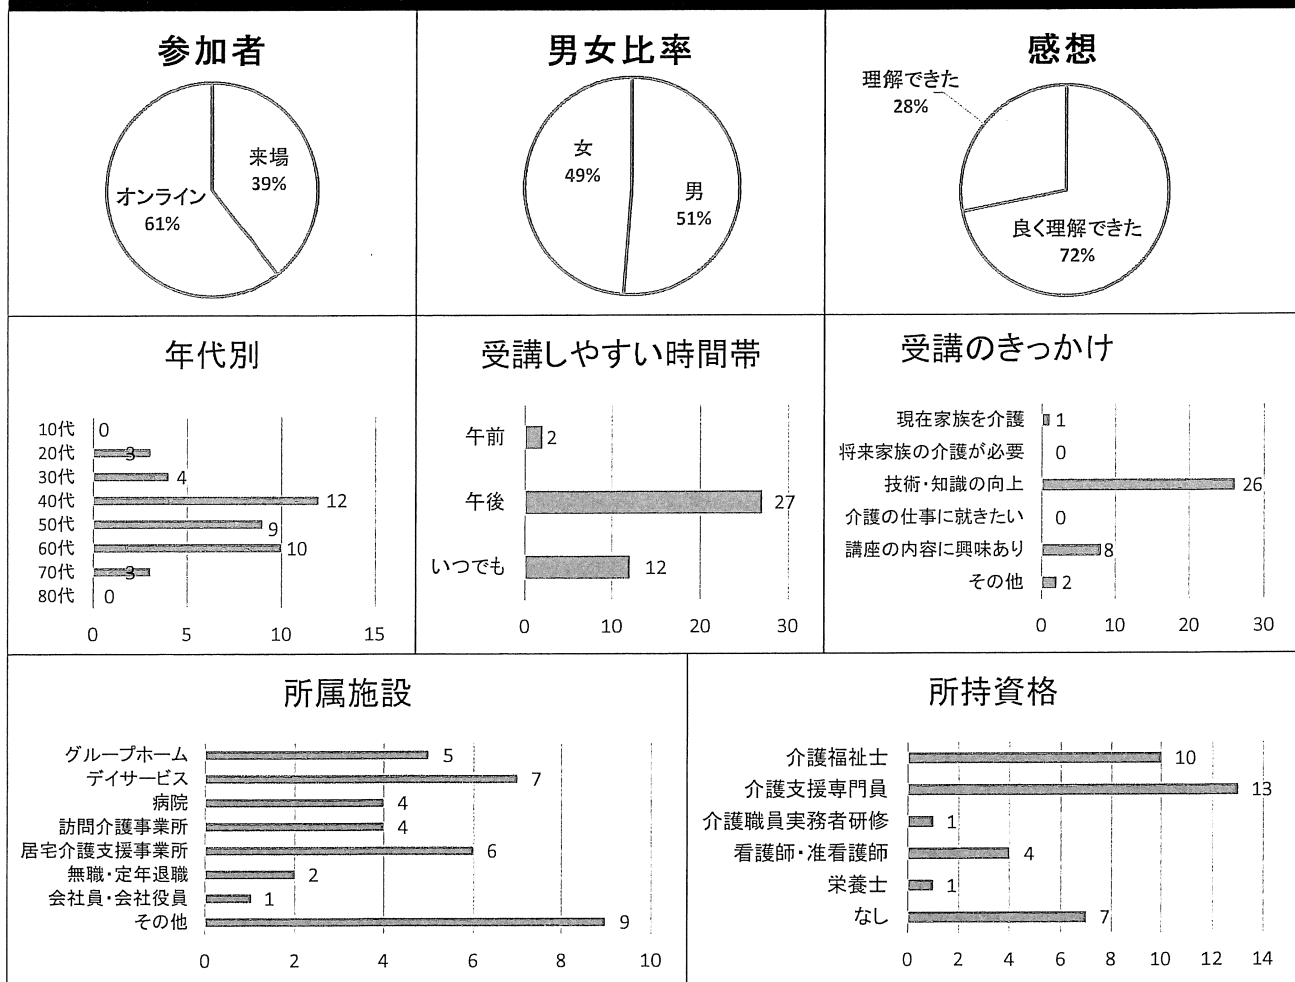 参加者
来場
39%
オンライン
61%
男女比率
女
49%
男
51%
感想
理解できた
28%
良く理解できた
72%
年代別
10代 0
20代 3
30代 4
40代 12
50代 9
60代 10
70代 3
80代 0
0 5 10 15
受講しやすい時間帯
午前 2
午後 27
いつでも 12
0 10 20 30
受講のきっかけ
現在家族を介護 1
将来家族の介護が必要 0
技術・知識の向上 26
介護の仕事に就きたい 0
講座の内容に興味あり 8
その他 2
0 10 20 30
所属施設
グループホーム 5
デイサービス 7
病院 4
訪問介護事業所 4
居宅介護支援事業所 6
無職・定年退職 2
会社員・会社役員 1
その他 9
0 2 4 6 8 10
所持資格
介護福祉士 10
介護支援専門員 13
介護職員実務者研修 1
看護師・准看護師 4
栄養士 1
なし 7
0 2 4 6 8 10 12 14